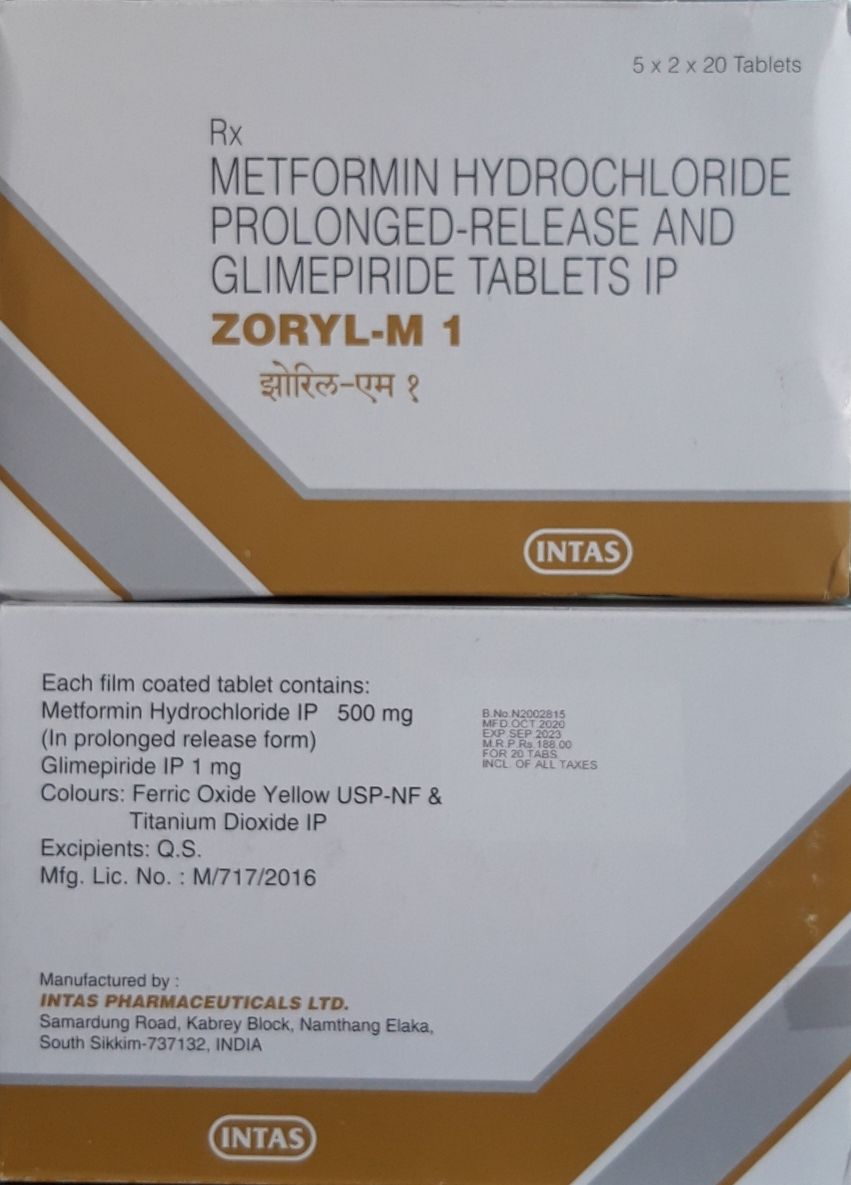 5 x 2 x 20 Tablets
Rx
METFORMIN HYDROCHLORIDE
PROLONGED-RELEASE AND
GLIMEPIRIDE TABLETS IP
ZORYL-M 1
झोरिल-एम १
INTAS
Each film coated tablet contains:
Metformin Hydrochloride IP 500 mg
(In prolonged release form)
Glimepiride IP 1 mg
Colours: Ferric Oxide Yellow USP-NF &
Titanium Dioxide IP
Excipients: Q.S.
Mfg. Lic. No. : M/717/2016
B.No.N2002815
MFD.OCT.2020
EXP.SEP.2023
M.R.P.Rs.188.00
FOR 20 TABS.
INCL. OF ALL TAXES
Manufactured by :
INTAS PHARMACEUTICALS LTD.
Samardung Road, Kabrey Block, Namthang Elaka,
South Sikkim-737132, INDIA
INTAS